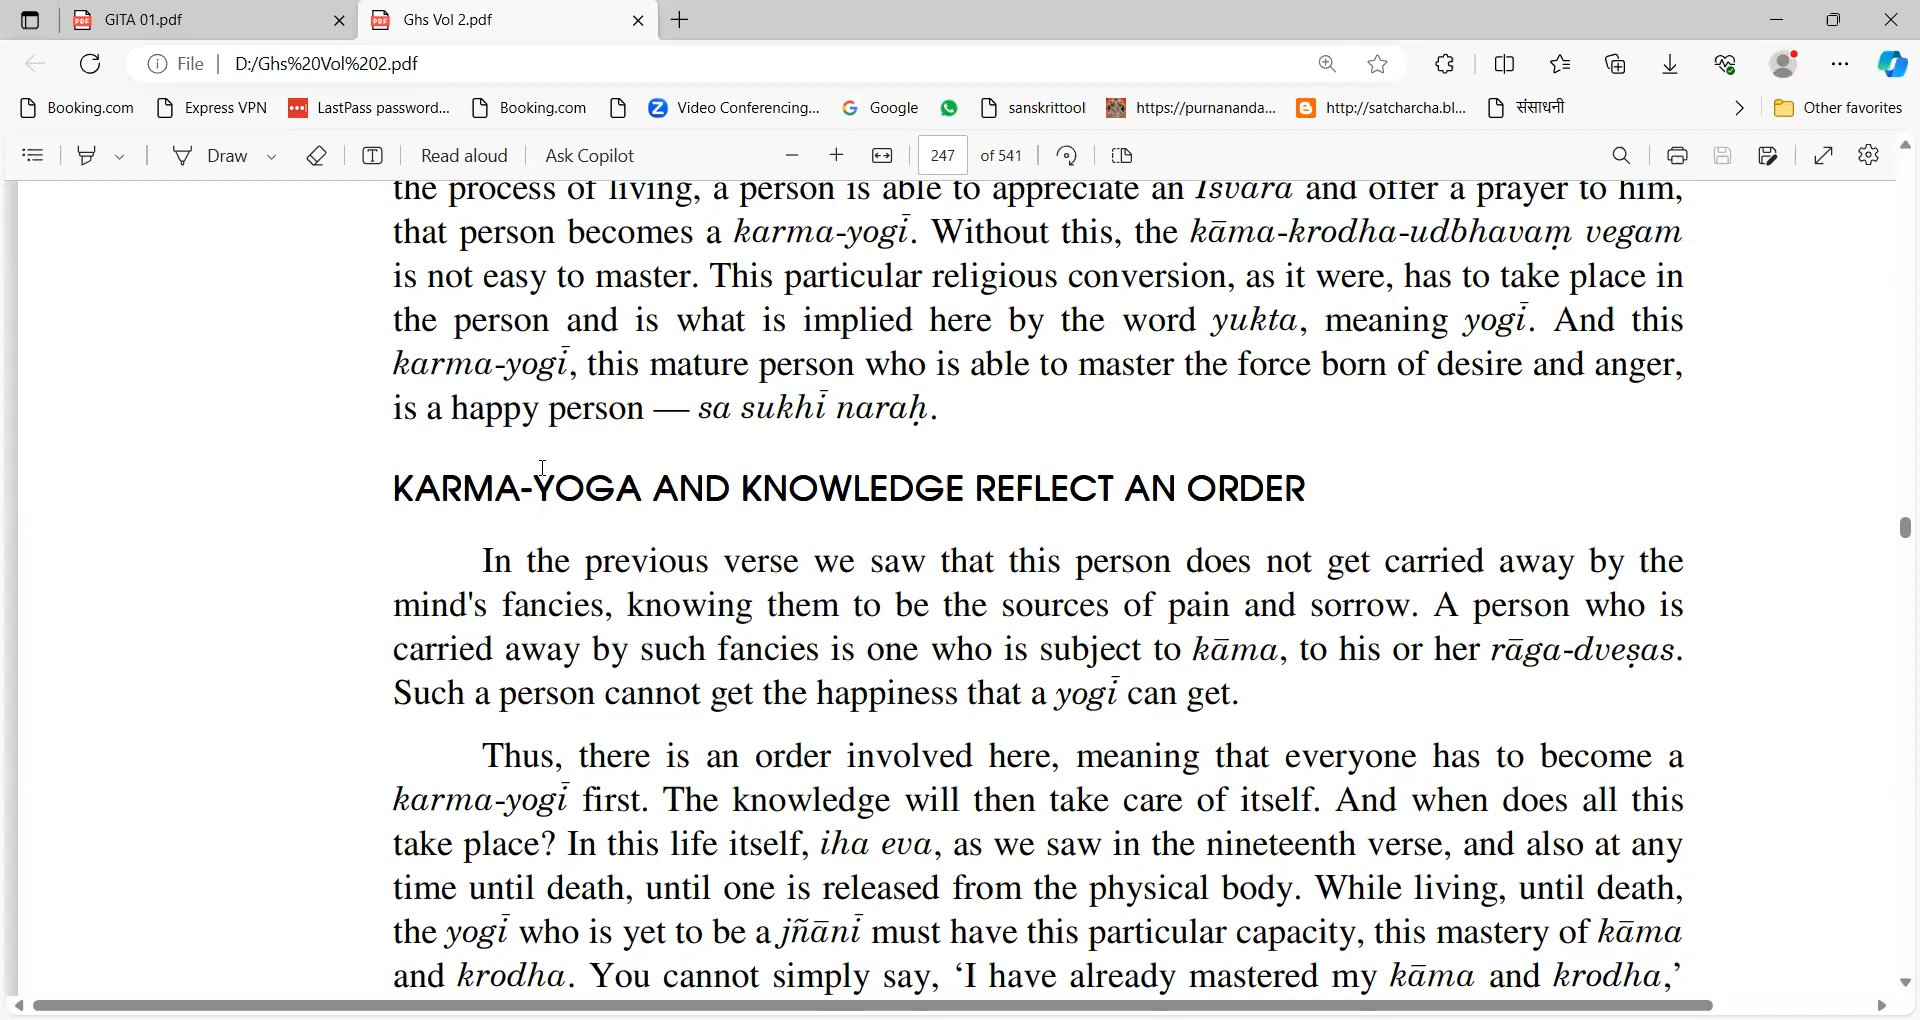 GITA 01.pdf
Ghs Vol 2.pdf
File | D:/Ghs%20Vol%202.pdf
Booking.com Express VPN LastPass password... Booking.com Video Conferencing... Google sanskrittool https://purnananda... http://satcharcha.bl... संसाधनी Other favorites
Draw Read aloud Ask Copilot 247 of 541
the process of living, a person is able to appreciate an Īsvara and offer a prayer to him,
that person becomes a karma-yogī. Without this, the kāma-krodha-udbhavaṃ vegam
is not easy to master. This particular religious conversion, as it were, has to take place in
the person and is what is implied here by the word yukta, meaning yogī. And this
karma-yogī, this mature person who is able to master the force born of desire and anger,
is a happy person — sa sukhī naraḥ.
KARMA-YOGA AND KNOWLEDGE REFLECT AN ORDER
In the previous verse we saw that this person does not get carried away by the
mind's fancies, knowing them to be the sources of pain and sorrow. A person who is
carried away by such fancies is one who is subject to kāma, to his or her rāga-dveṣas.
Such a person cannot get the happiness that a yogī can get.
Thus, there is an order involved here, meaning that everyone has to become a
karma-yogī first. The knowledge will then take care of itself. And when does all this
take place? In this life itself, iha eva, as we saw in the nineteenth verse, and also at any
time until death, until one is released from the physical body. While living, until death,
the yogī who is yet to be a jñānī must have this particular capacity, this mastery of kāma
and krodha. You cannot simply say, ‘I have already mastered my kāma and krodha,’